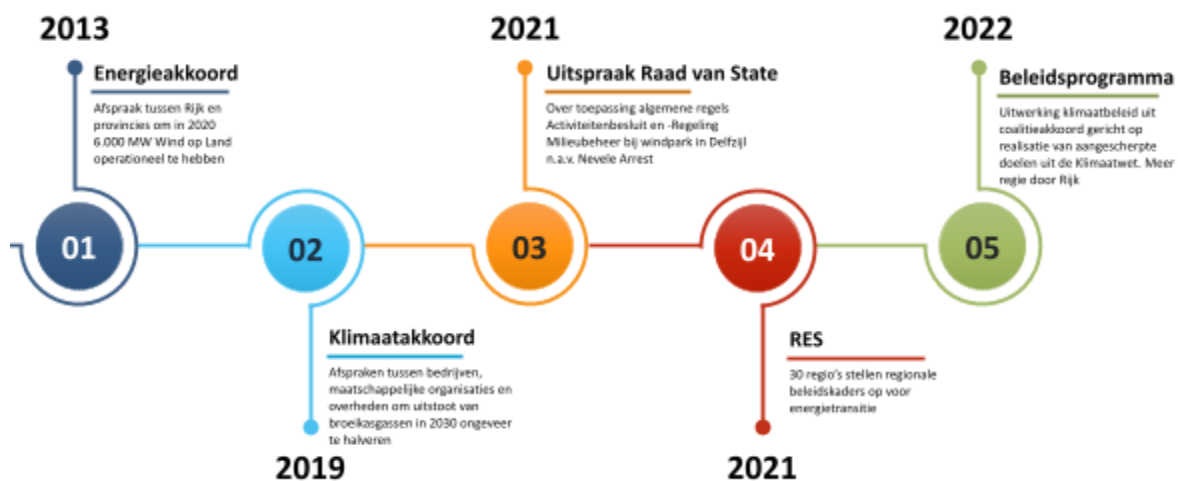 2013
Energieakkoord
Afspraak tussen Rijk en
provincies om in 2020
6.000 MW Wind op Land
operationeel te hebben
01
02
Klimaatakkoord
Afspraken tussen bedrijven,
maatschappelijke organisaties en
overheden om uitstoot van
broeikasgassen in 2030 ongeveer
te halveren
2019
2021
Uitspraak Raad van State
Over toepassing algemene regels
Activiteitenbesluit en -Regeling
Milieubeheer bij windpark in Delfzijl
n.a.v. Nevele Arrest
03
04
RES
30 regio's stellen regionale
beleidskaders op voor
energietransitie
2021
2022
Beleidsprogramma
Uitwerking klimaatbeleid uit
coalitieakkoord gericht op
realisatie van aangescherpte
doelen uit de Klimaatwet. Meer
regie door Rijk
05